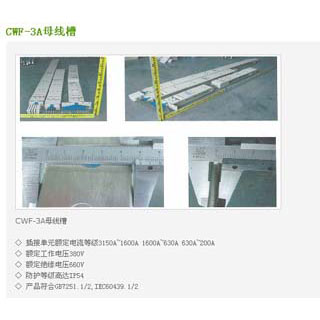 CWF-3A母线槽
CWF-3A母线槽
◇ 插接单元额定电流等级3150A~1600A 1600A~630A 630A~200A
◇ 额定工作电压380V
◇ 额定绝缘电压660V
◇ 防护等级高达IP54
◇ 产品符合GB7251.1/2,IEC60439.1/2